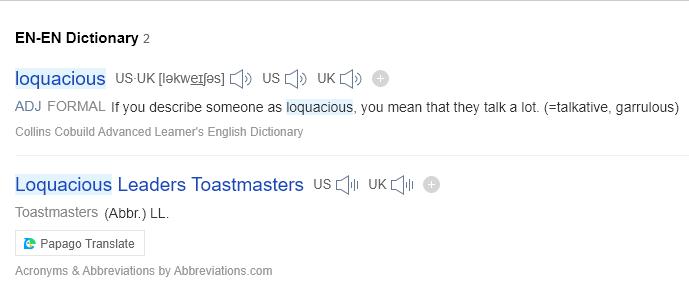 EN-EN Dictionary 2
loquacious US·UK [ləkweɪʃəs] US UK
ADJ FORMAL If you describe someone as loquacious, you mean that they talk a lot. (=talkative, garrulous)
Collins Cobuild Advanced Learner's English Dictionary
Loquacious Leaders Toastmasters US UK
Toastmasters (Abbr.) LL.
Papago Translate
Acronyms & Abbreviations by Abbreviations.com